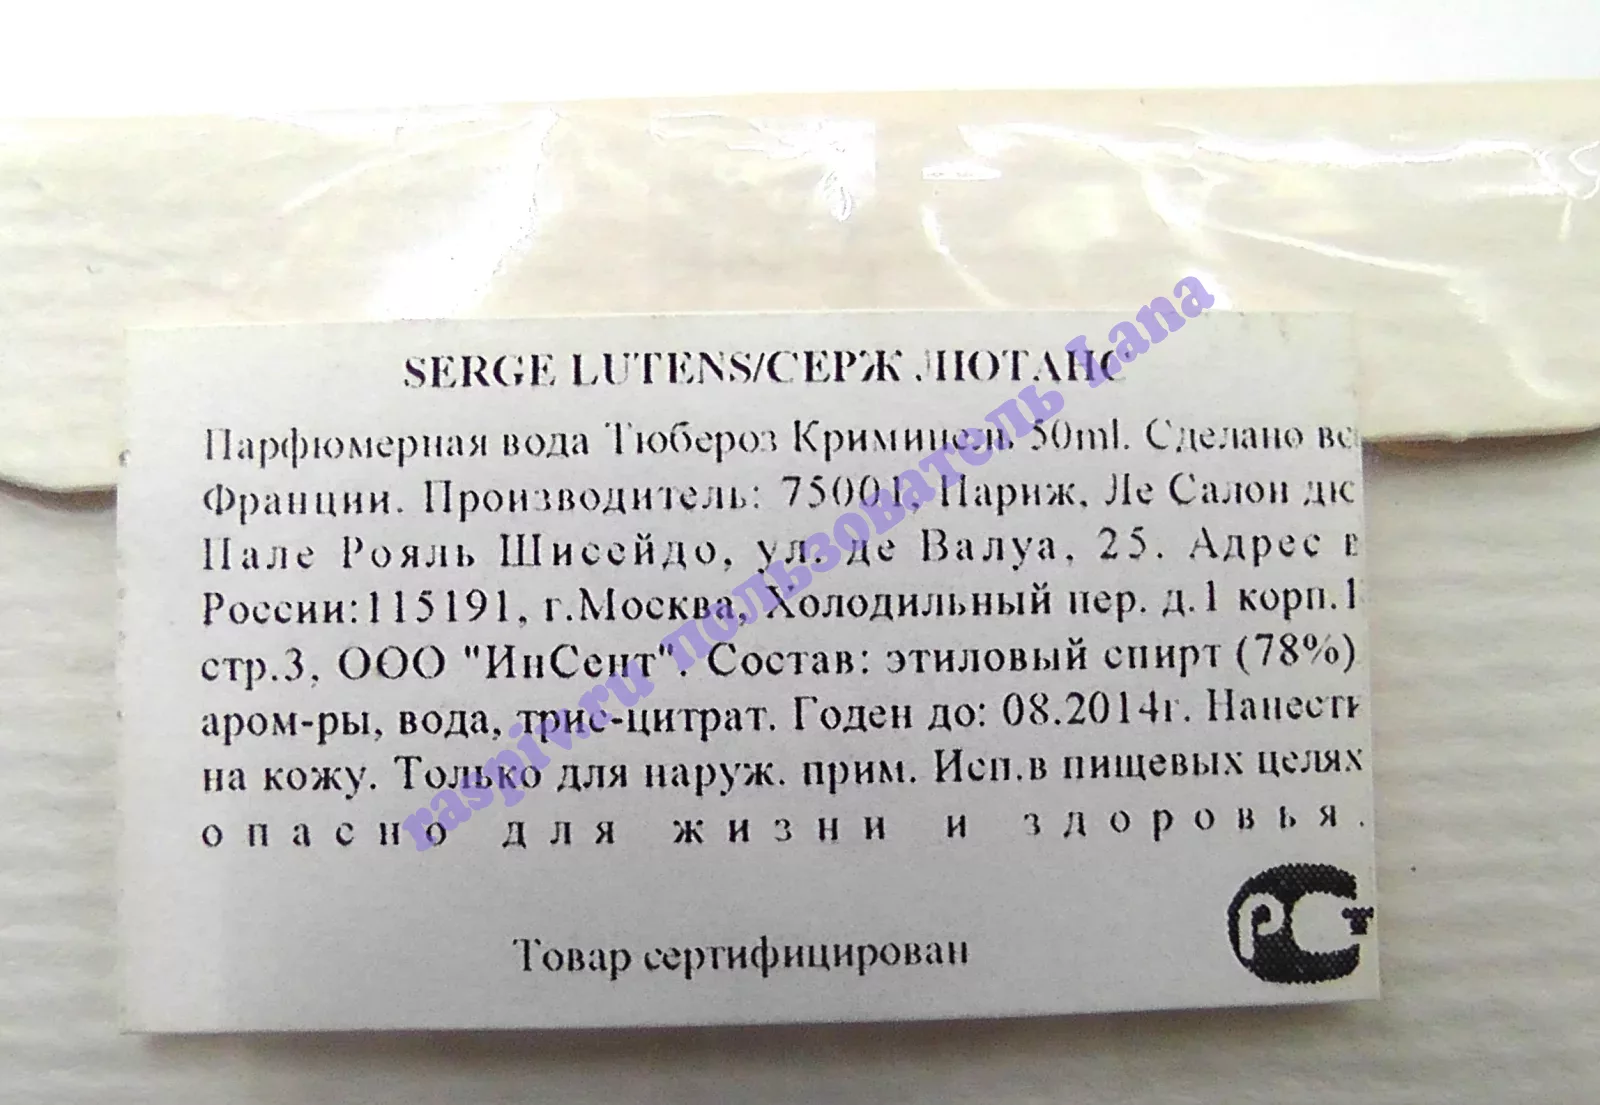 SERGE LUTENS/СЕРЖ ЛЮТАНС
Парфюмерная вода Тюбероз Криминель 50ml. Сделано во
Франции. Производитель: 75001, Париж, Ле Салон дю
Пале Рояль Шисейдо, ул. де Валуа, 25. Адрес в
России:115191, г.Москва, Холодильный пер. д.1 корп.1
стр.3, ООО "ИнСент". Состав: этиловый спирт (78%)
аром-ры, вода, трис-цитрат. Годен до: 08.2014г. Нанести
на кожу. Только для наруж. прим. Исп.в пищевых целях
опасно для жизни и здоровья.
Товар сертифицирован
РСТ
raspiv.ru пользователь Lana